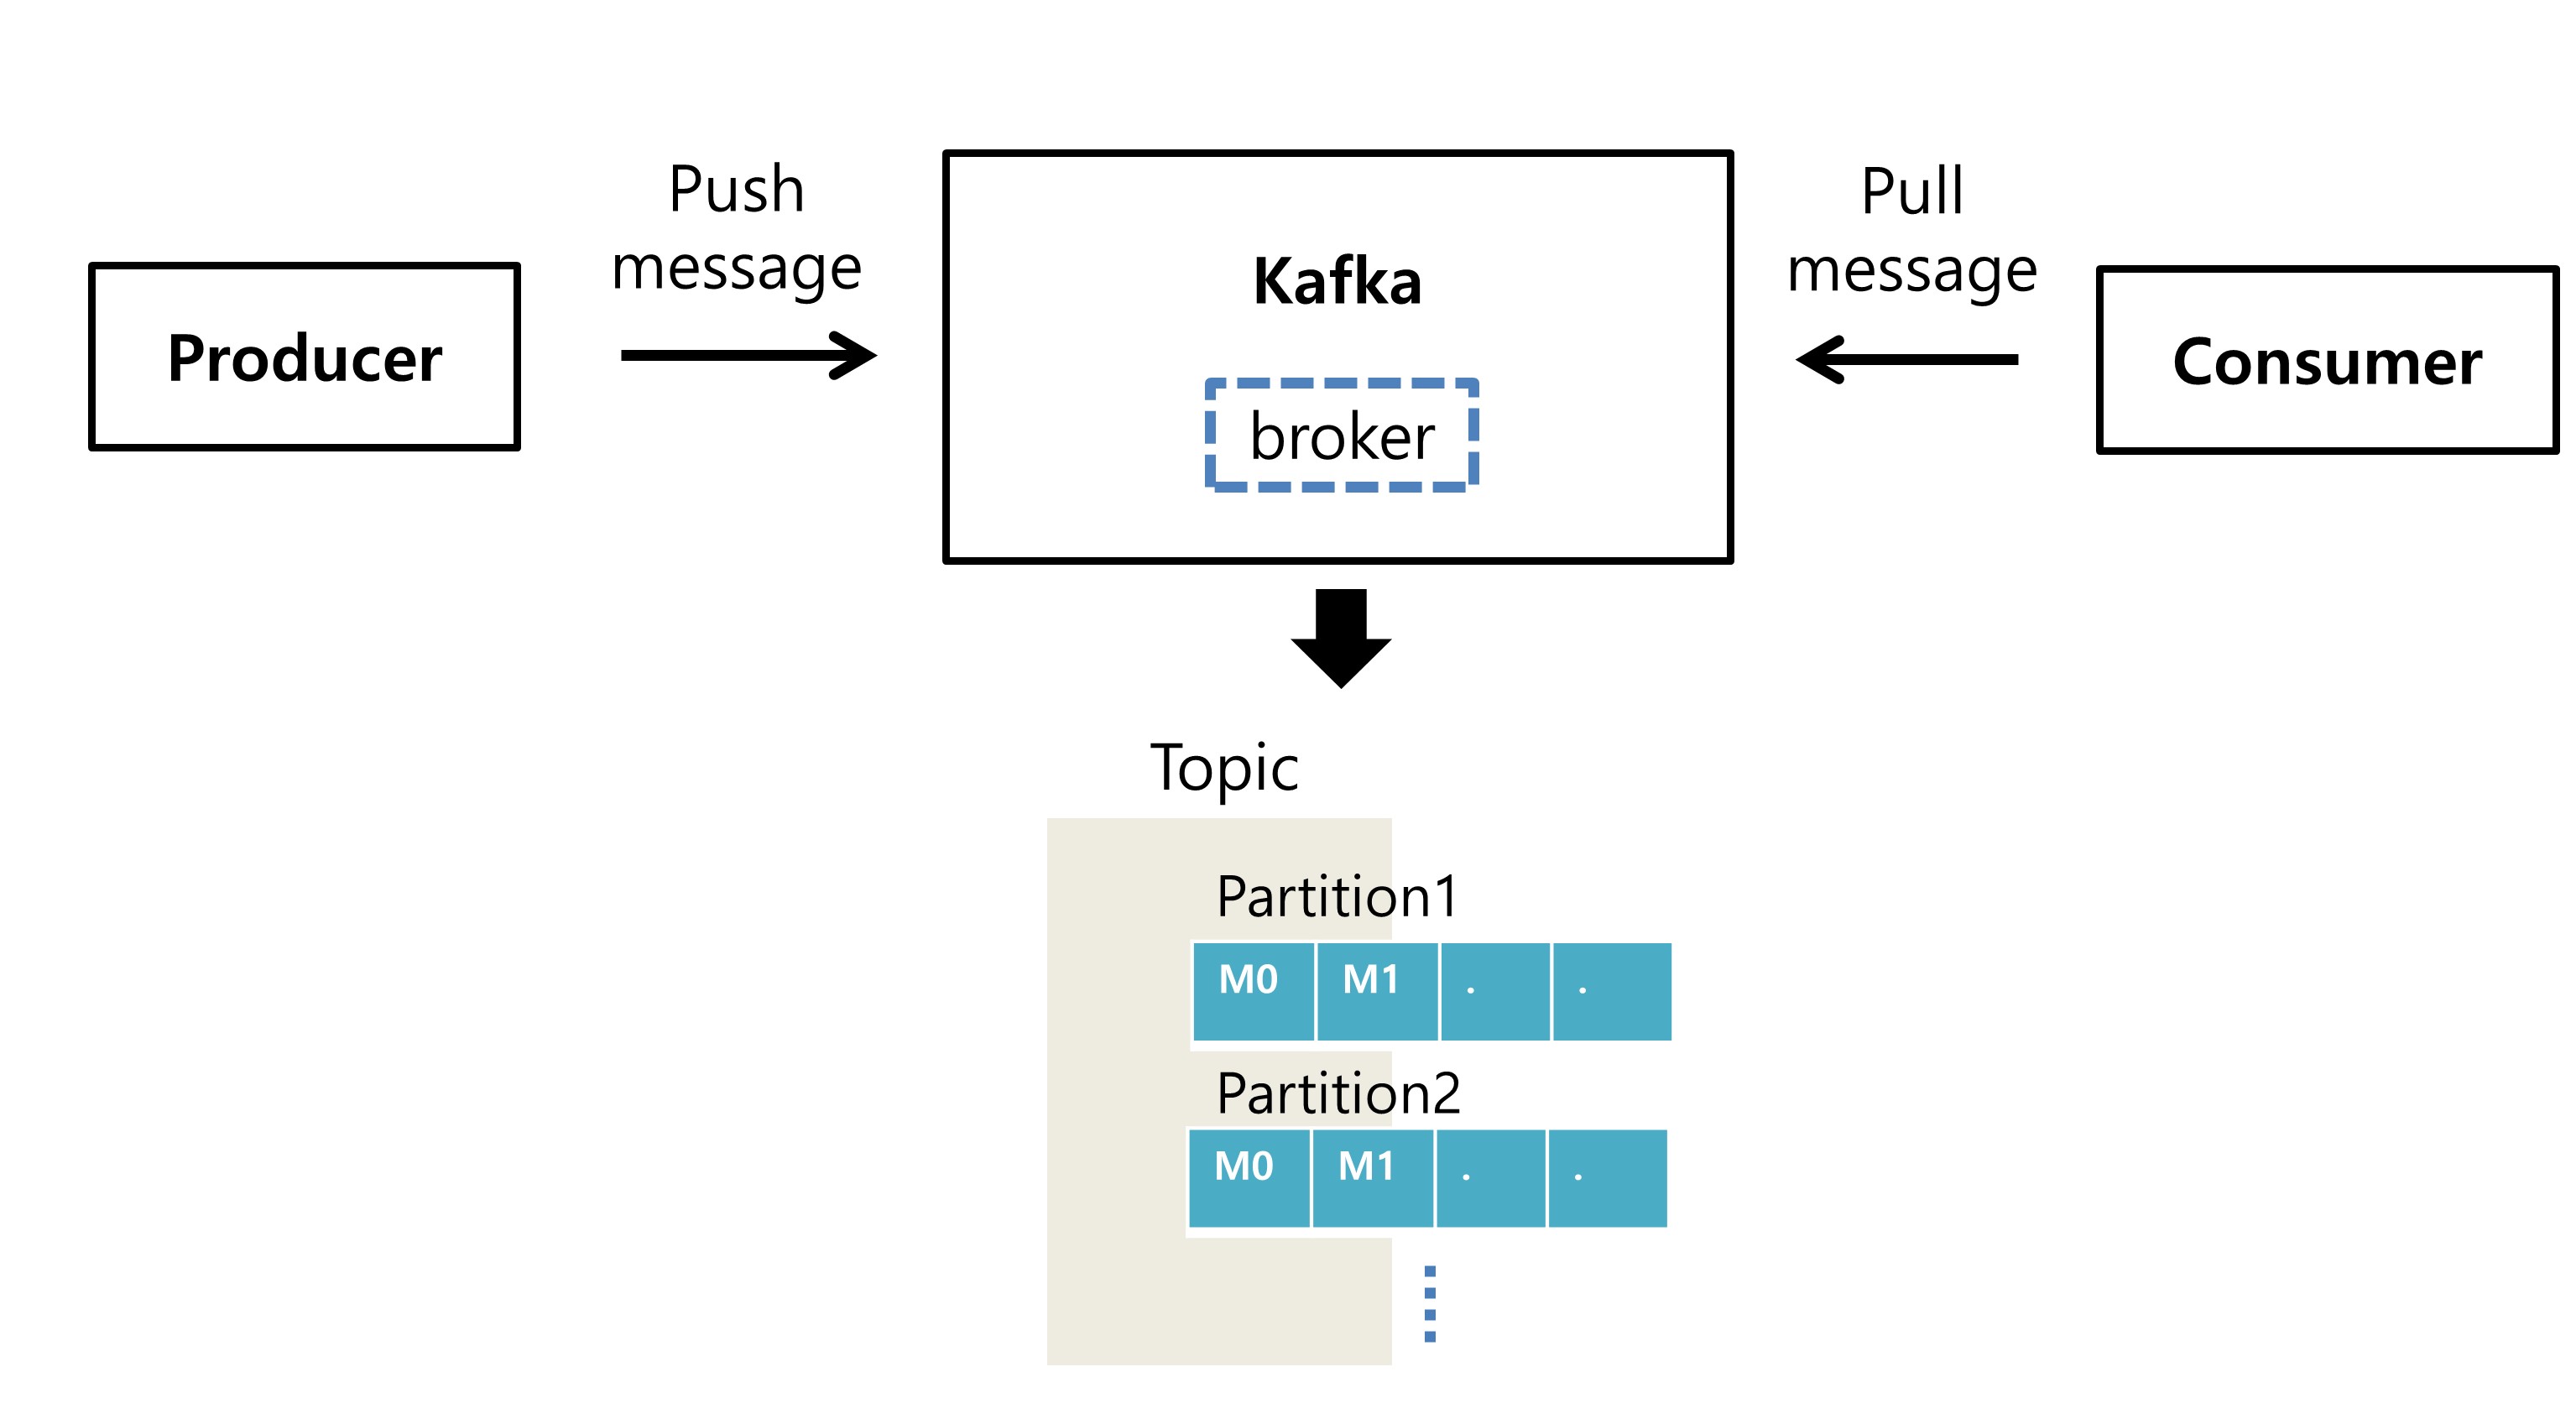 Push
message
Pull
message
Producer
Kafka
broker
Consumer
Topic
Partition1
M0 M1 . .
Partition2
M0 M1 . .